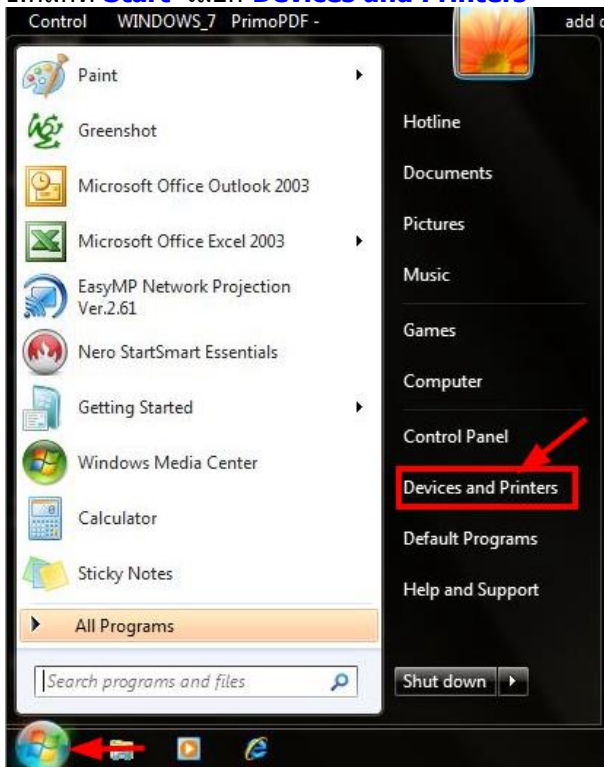 Start Devices and Printers
Control WINDOWS_7 PrimoPDF - add
Paint
Greenshot
Microsoft Office Outlook 2003
Microsoft Office Excel 2003
EasyMP Network Projection
Ver.2.61
Nero StartSmart Essentials
Getting Started
Windows Media Center
Calculator
Sticky Notes
All Programs
Search programs and files
Hotline
Documents
Pictures
Music
Games
Computer
Control Panel
Devices and Printers
Default Programs
Help and Support
Shut down